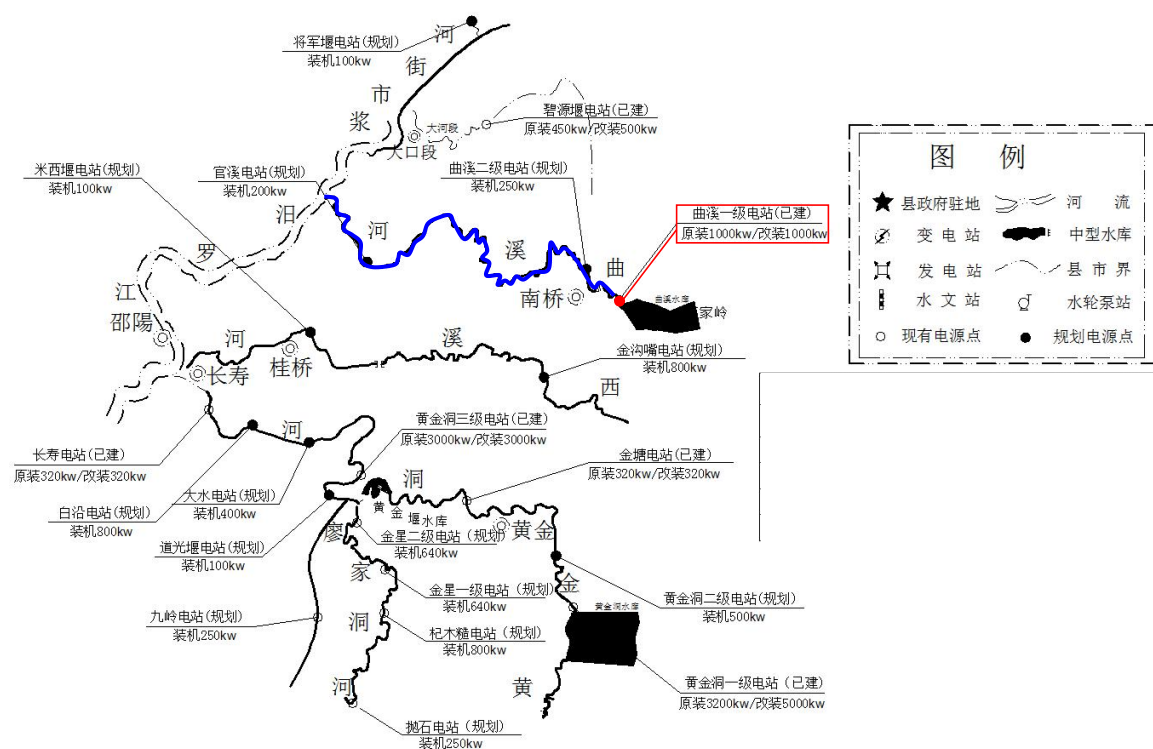 将军堰电站(规划)
装机100kw
河
街
市
浆
大河段
大口段
碧源堰电站(已建)
原装450kw/改装500kw
米西堰电站(规划)
装机100kw
官溪电站(规划)
装机200kw
曲溪二级电站(规划)
装机250kw
曲溪一级电站(已建)
原装1000kw/改装1000kw
汨
罗
江
河
溪
曲
南桥
曲溪水库
家岭
邵陽
河
桂桥
溪
西
长寿
金沟嘴电站(规划)
装机800kw
河
黄金洞三级电站(已建)
原装3000kw/改装3000kw
长寿电站(已建)
原装320kw/改装320kw
大水电站(规划)
装机400kw
白沿电站(规划)
装机800kw
道光堰电站(规划)
装机100kw
洞
金塘电站(已建)
原装320kw/改装320kw
黄金堰水库
黄金
廖
家
洞
河
金星二级电站(规划)
装机640kw
金星一级电站(规划)
装机640kw
金
黄金洞水库
黄金洞二级电站(规划)
装机500kw
九岭电站(规划)
装机250kw
杞木糙电站(规划)
装机800kw
黄
黄金洞一级电站(已建)
原装3200kw/改装5000kw
抛石电站(规划)
装机250kw
图 例
县政府驻地
河 流
变电站
中型水库
发电站
县市界
水文站
水轮泵站
现有电源点
规划电源点